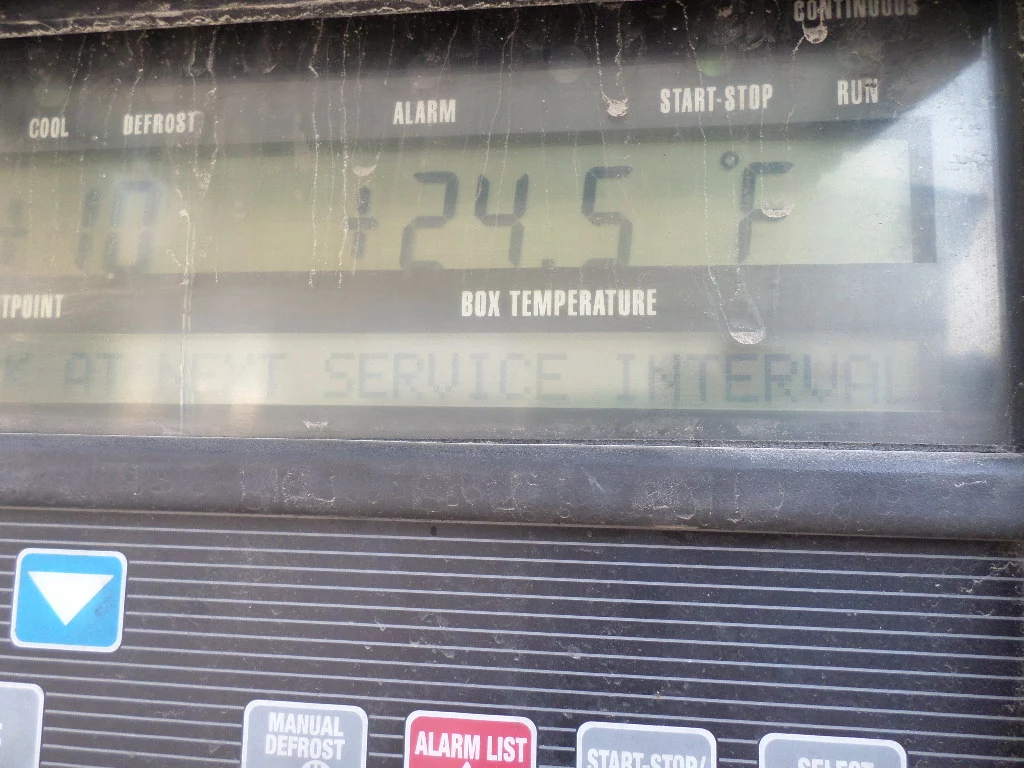 CONTINUOUS
COOL DEFROST ALARM START-STOP RUN
10 +24.5 °F
TPOINT BOX TEMPERATURE
AT NEXT SERVICE INTERVAL
MANUAL DEFROST
ALARM LIST
START-STOP/
SELECT